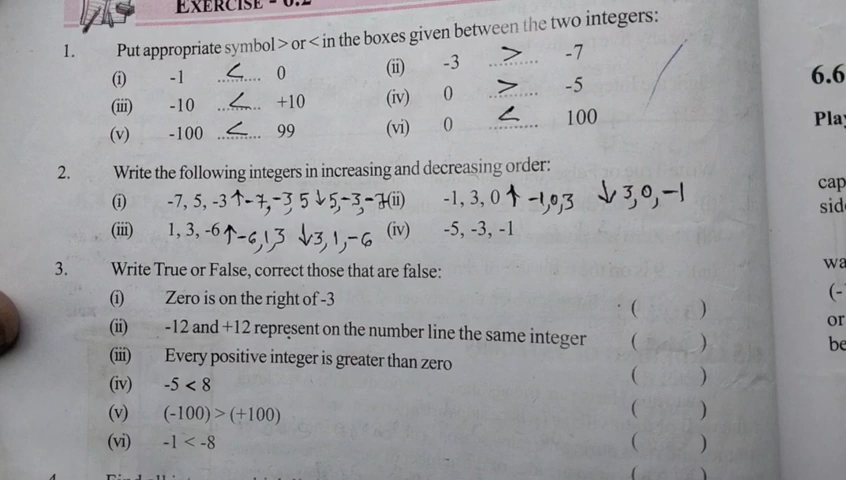 EXERCISE - 6.2
1. Put appropriate symbol > or < in the boxes given between the two integers:
(i) -1 ..<.. 0 (ii) -3 ..>.. -7
(iii) -10 ..<.. +10 (iv) 0 ..>.. -5
(v) -100 ..<.. 99 (vi) 0 ..<.. 100
2. Write the following integers in increasing and decreasing order:
(i) -7, 5, -3 ↑-7,-3,5 ↓5,-3,-7 (ii) -1, 3, 0 ↑ -1,0,3 ↓ 3,0,-1
(iii) 1, 3, -6 ↑-6,1,3 ↓3,1,-6 (iv) -5, -3, -1
3. Write True or False, correct those that are false:
(i) Zero is on the right of -3 ( )
(ii) -12 and +12 represent on the number line the same integer ( )
(iii) Every positive integer is greater than zero ( )
(iv) -5 < 8 ( )
(v) (-100) > (+100) ( )
(vi) -1 < -8 ( )
6.6
cap
(-
or
be